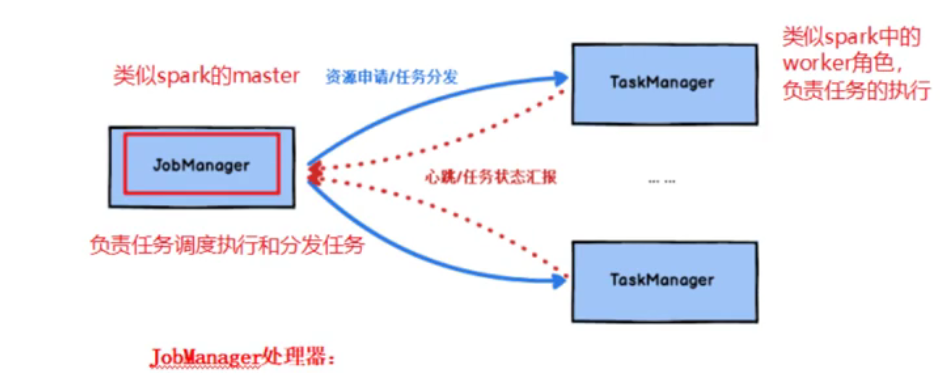 类似spark的master
资源申请/任务分发
TaskManager
类似spark中的
worker角色，
负责任务的执行
JobManager
心跳/任务状态汇报
... ...
负责任务调度执行和分发任务
TaskManager
JobManager处理器：